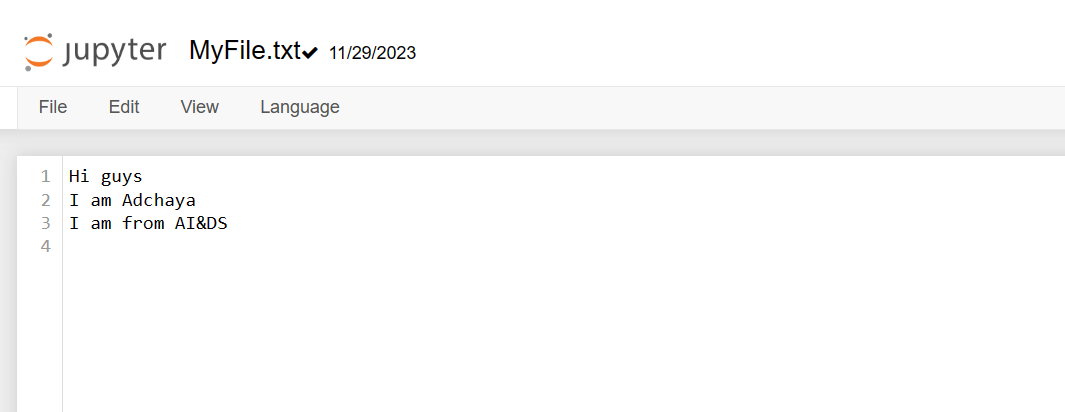 jupyter MyFile.txt✔ 11/29/2023
File Edit View Language
1 Hi guys
2 I am Adchaya
3 I am from AI&DS
4